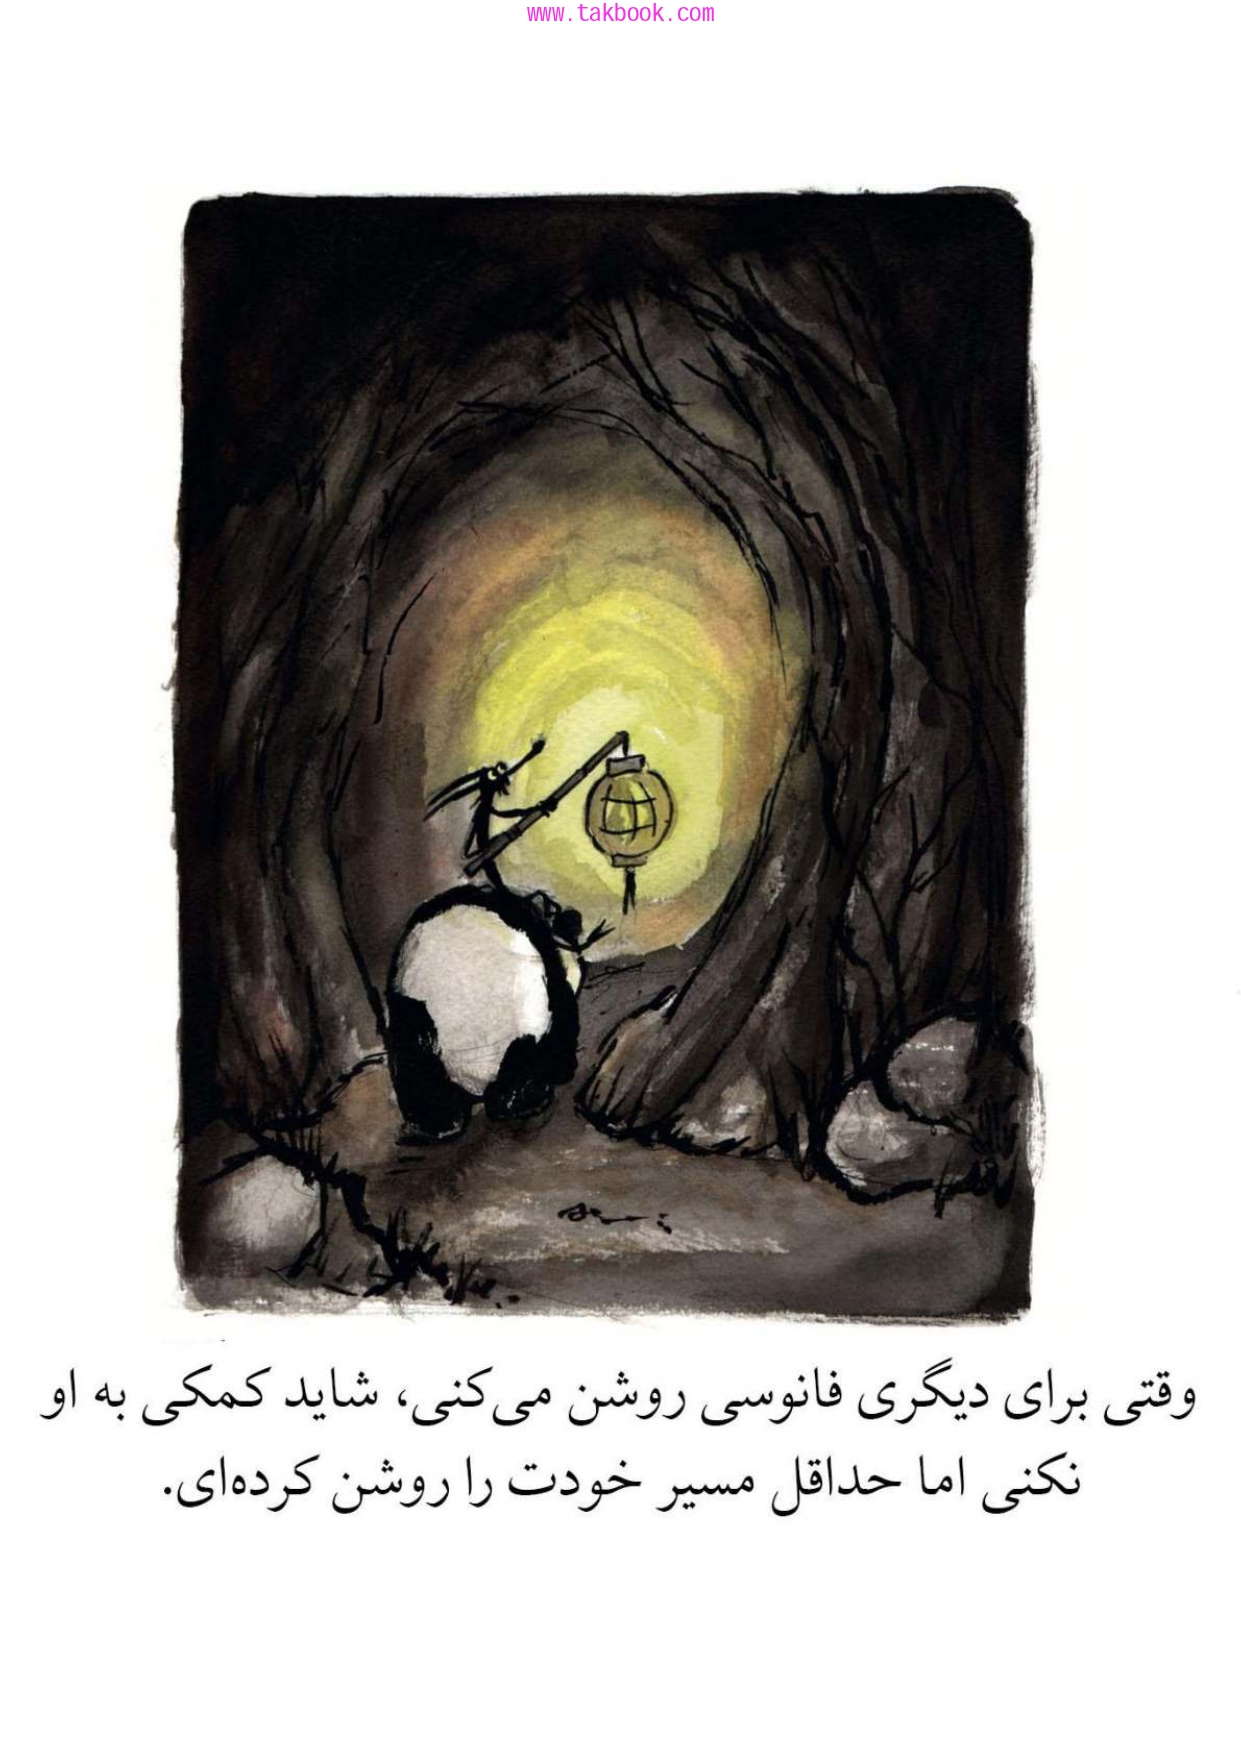 www.takbook.com
وقتی برای دیگری فانوسی روشن می‌کنی، شاید کمکی به او
نکنی اما حداقل مسیر خودت را روشن کرده‌ای.